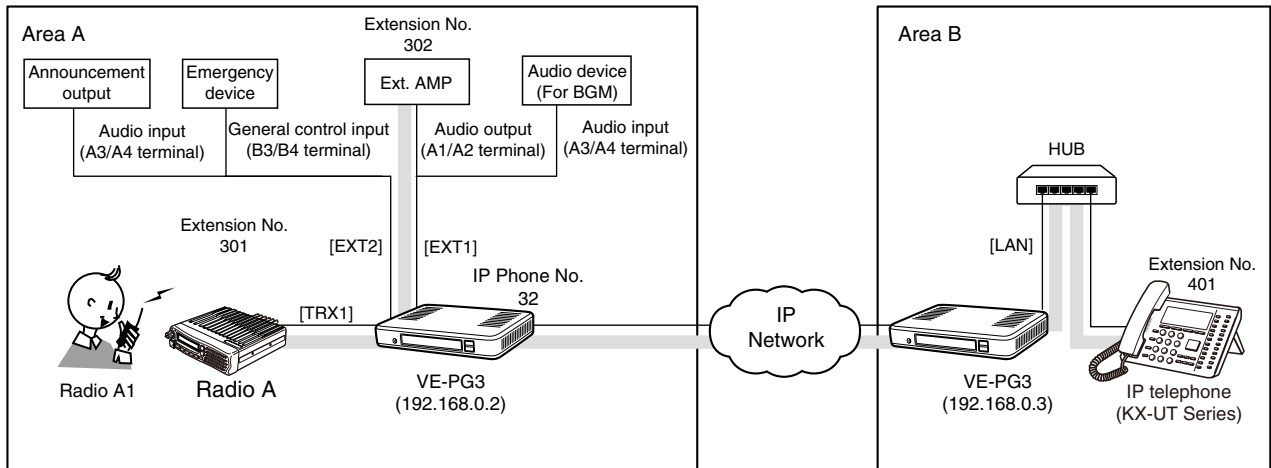 Area A
Extension No.
302
Announcement
output
Emergency
device
Ext. AMP
Audio device
(For BGM)
Audio input
(A3/A4 terminal)
General control input
(B3/B4 terminal)
Audio output
(A1/A2 terminal)
Audio input
(A3/A4 terminal)
Extension No.
301
[EXT2]
[EXT1]
IP Phone No.
32
[TRX1]
Radio A1
Radio A
VE-PG3
(192.168.0.2)
IP
Network
Area B
HUB
[LAN]
Extension No.
401
VE-PG3
(192.168.0.3)
IP telephone
(KX-UT Series)